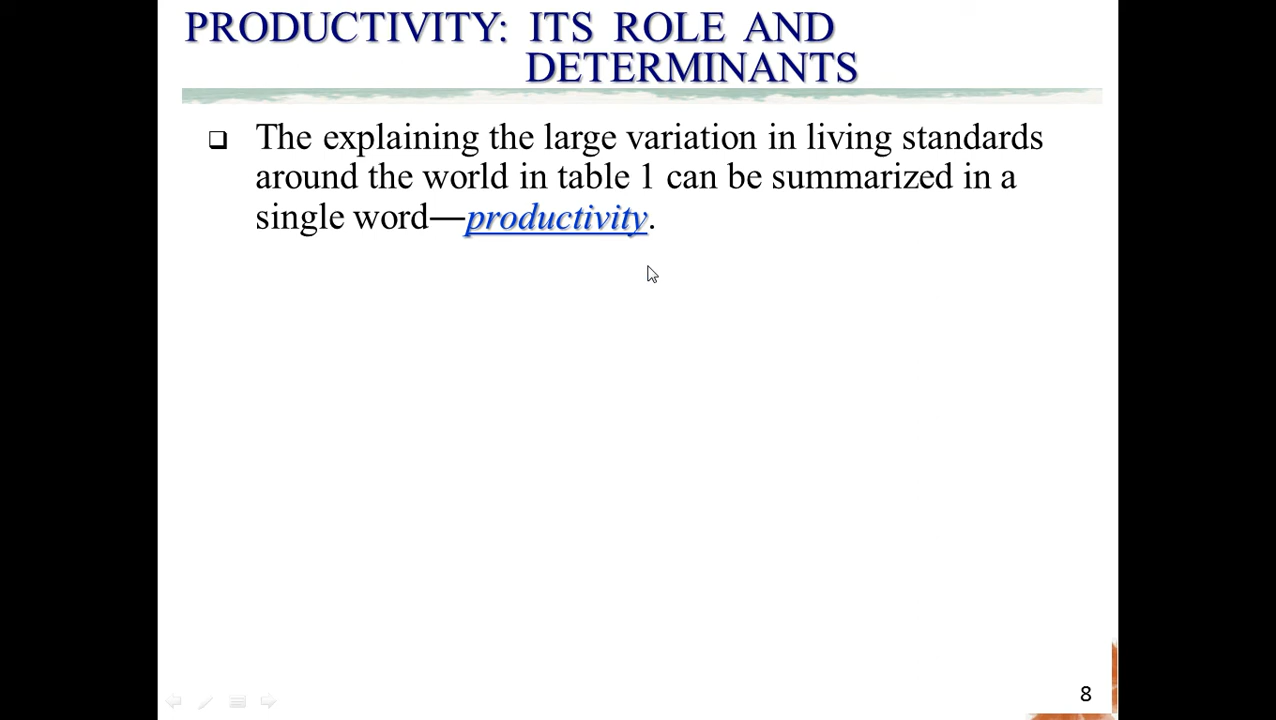 PRODUCTIVITY: ITS ROLE AND
DETERMINANTS
The explaining the large variation in living standards
around the world in table 1 can be summarized in a
single word—productivity.
8